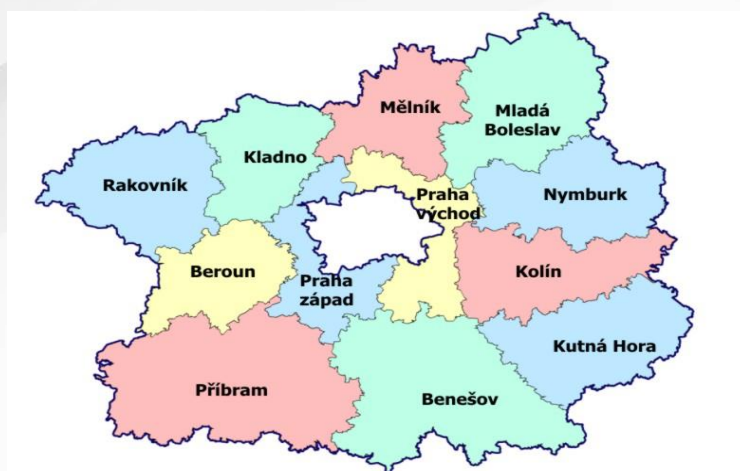 Mělník
Mladá
Boleslav
Kladno
Rakovník
Praha
východ
Nymburk
Beroun
Praha
západ
Kolín
Kutná Hora
Příbram
Benešov